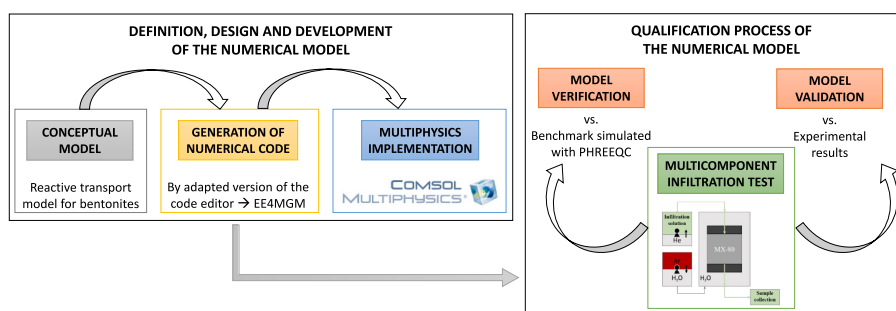 DEFINITION, DESIGN AND DEVELOPMENT
OF THE NUMERICAL MODEL
CONCEPTUAL
MODEL
Reactive transport
model for bentonites
GENERATION OF
NUMERICAL CODE
By adapted version of the
code editor → EE4MGM
MULTIPHYSICS
IMPLEMENTATION
COMSOL
MULTIPHYSICS®
QUALIFICATION PROCESS OF
THE NUMERICAL MODEL
MODEL
VERIFICATION
vs.
Benchmark simulated
with PHREEQC
MODEL
VALIDATION
vs.
Experimental
results
MULTICOMPONENT
INFILTRATION TEST
Infiltration
solution
He
MX-80
H₂O
H₂O
Sample
collection